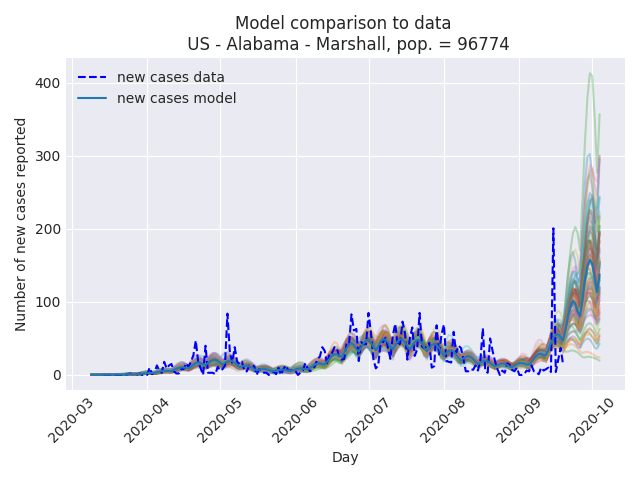 Model comparison to data
US - Alabama - Marshall, pop. = 96774
new cases data
new cases model
Number of new cases reported
400
300
200
100
0
2020-03
2020-04
2020-05
2020-06
2020-07
2020-08
2020-09
2020-10
Day